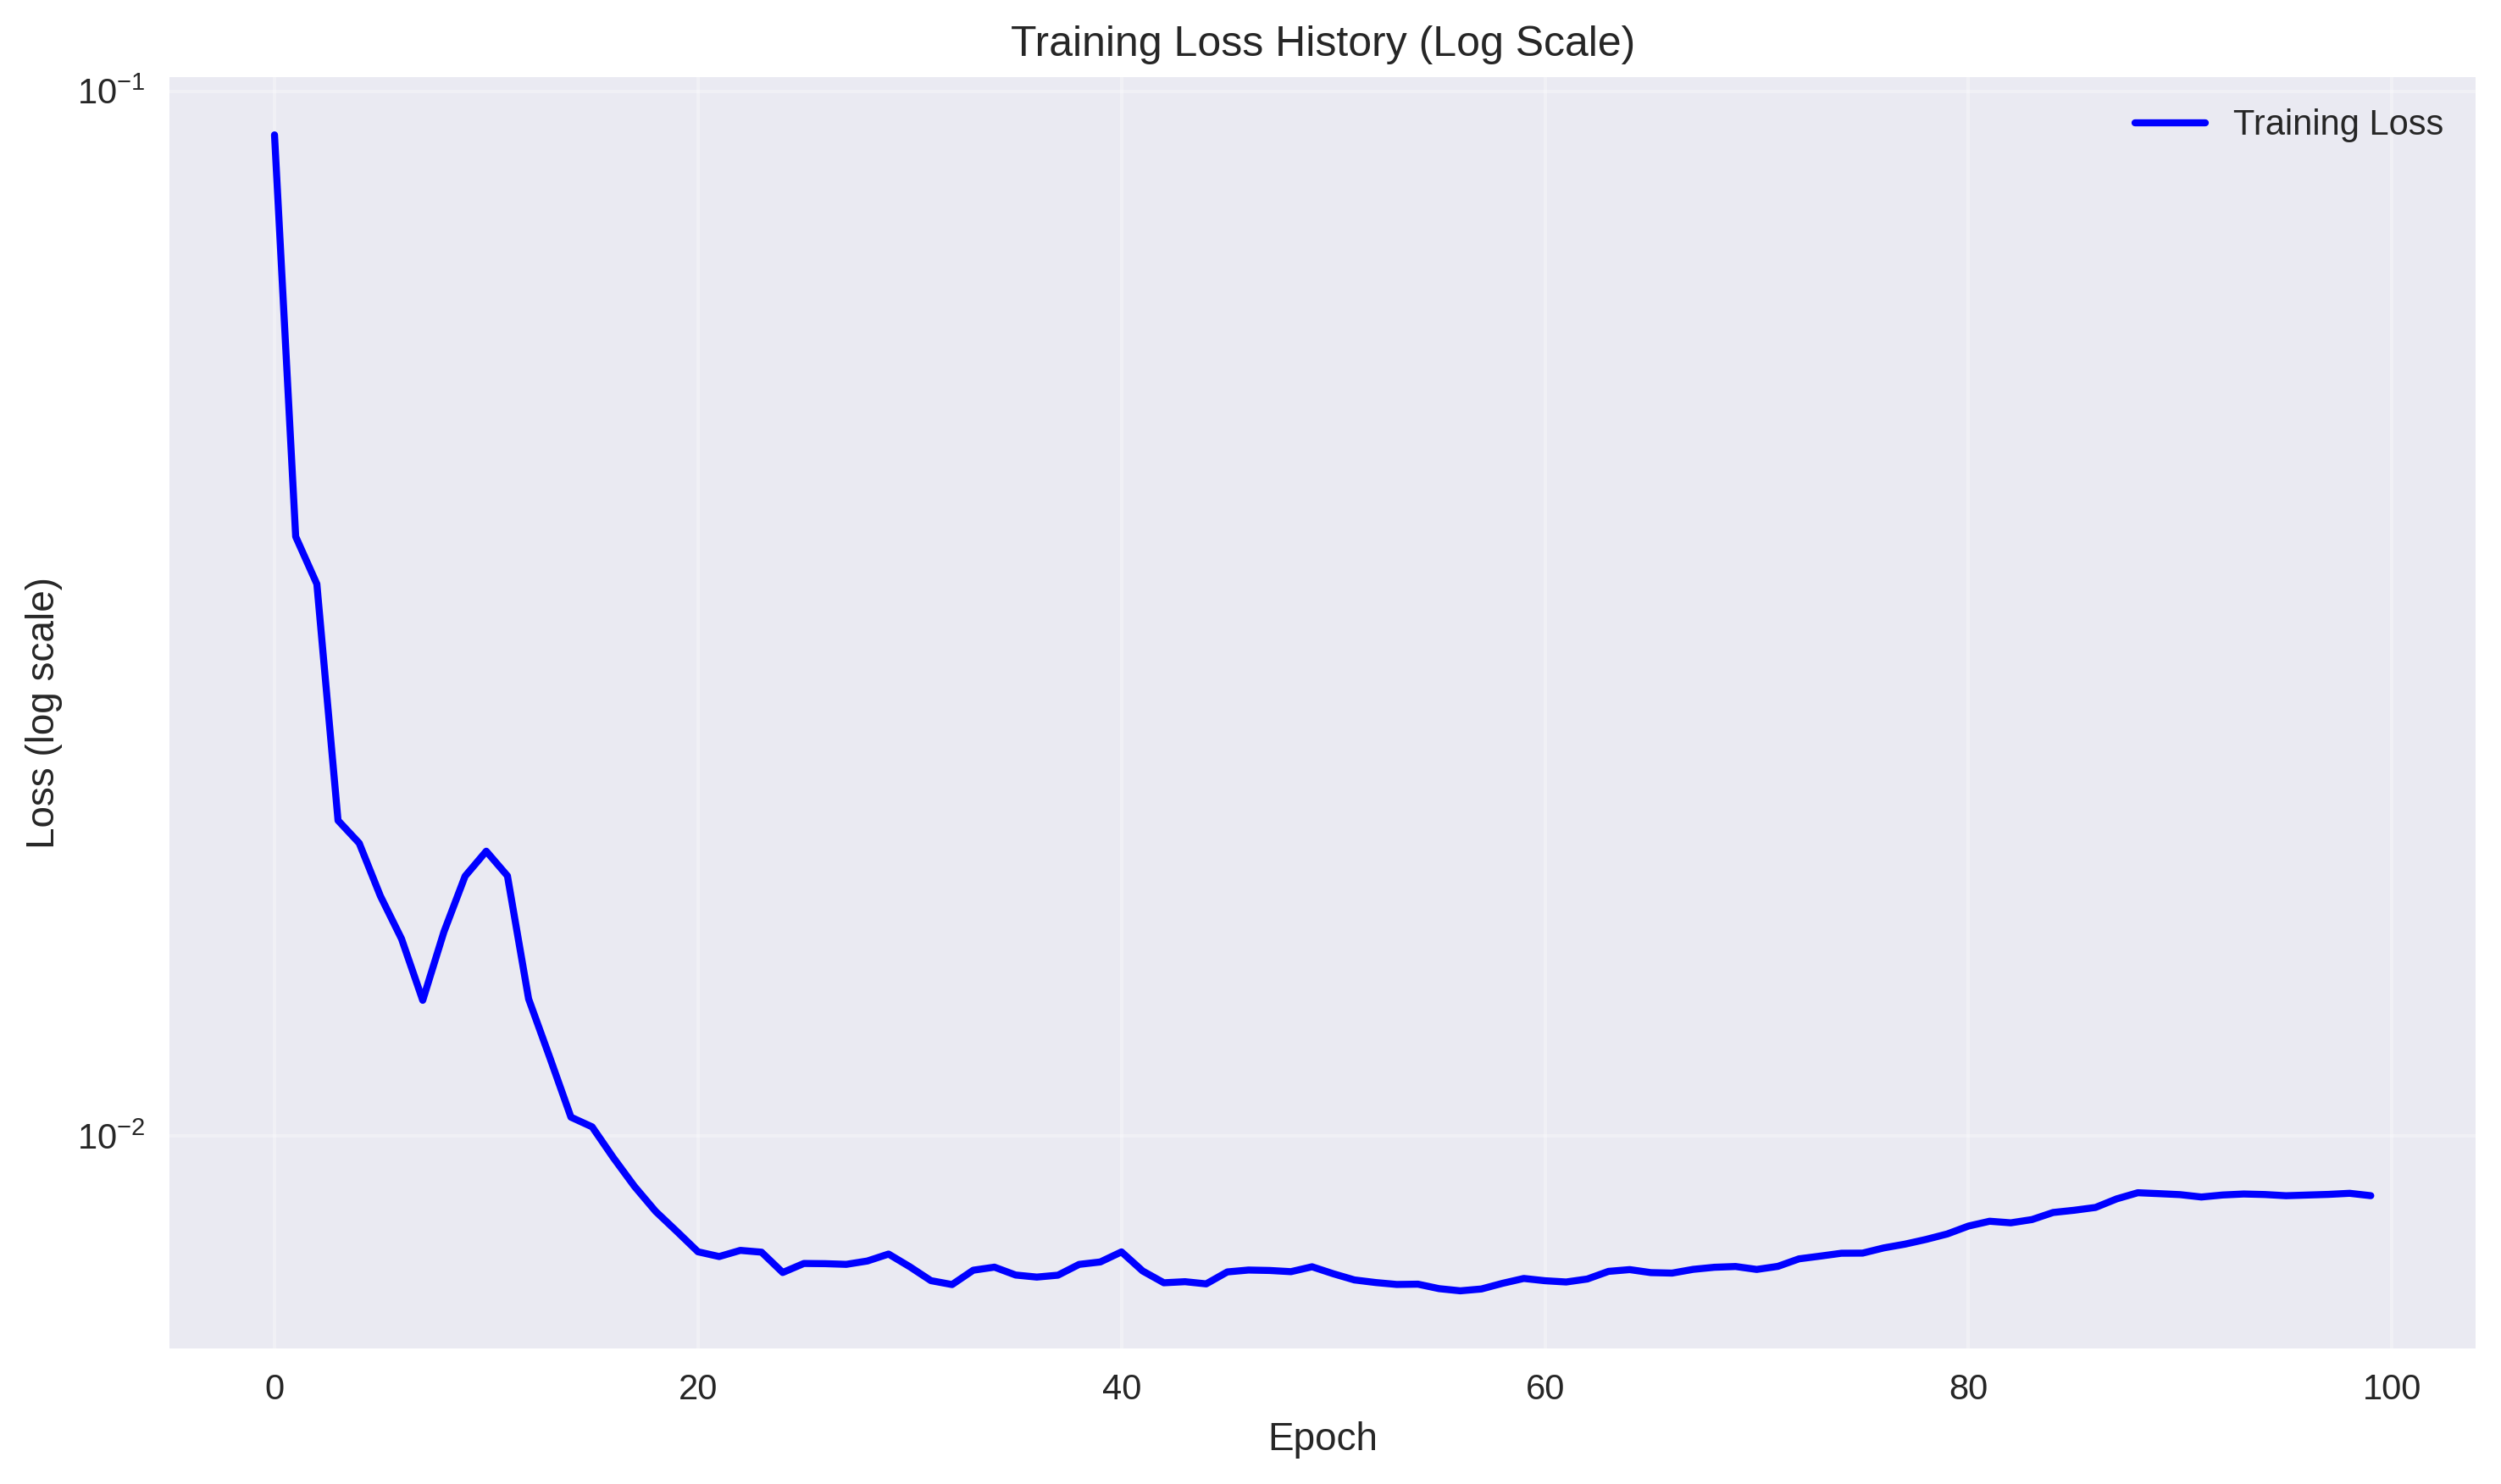 Training Loss History (Log Scale)
10⁻¹
Training Loss
Loss (log scale)
10⁻²
0 20 40 60 80 100
Epoch